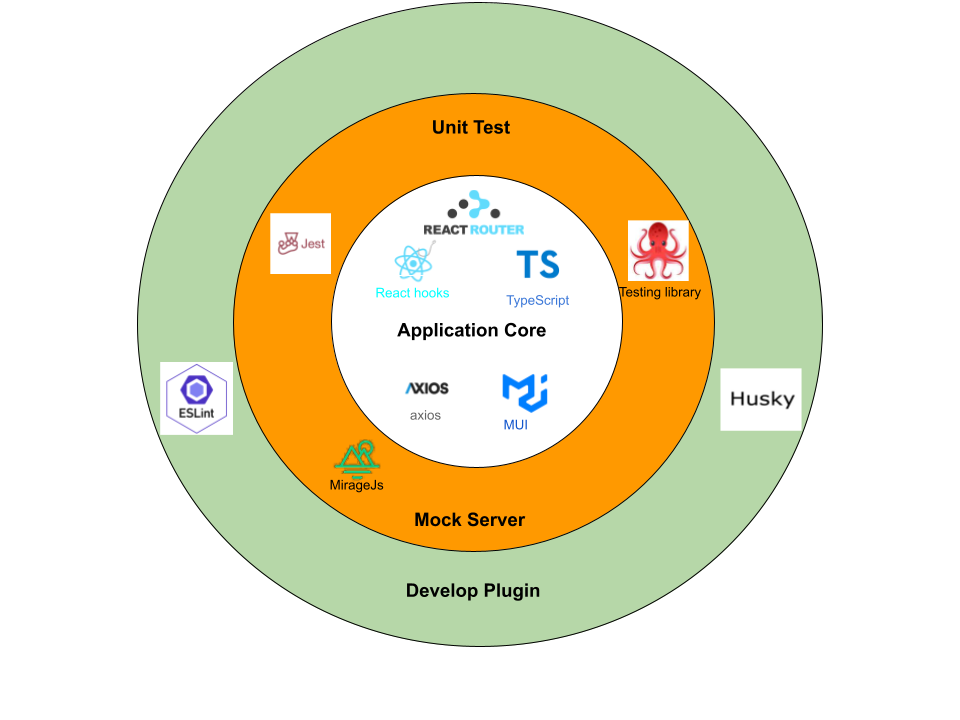 Unit Test
REACT ROUTER
Jest
TS
React hooks
TypeScript
Testing library
Application Core
AXIOS
axios
MUI
ESLint
Husky
MirageJs
Mock Server
Develop Plugin